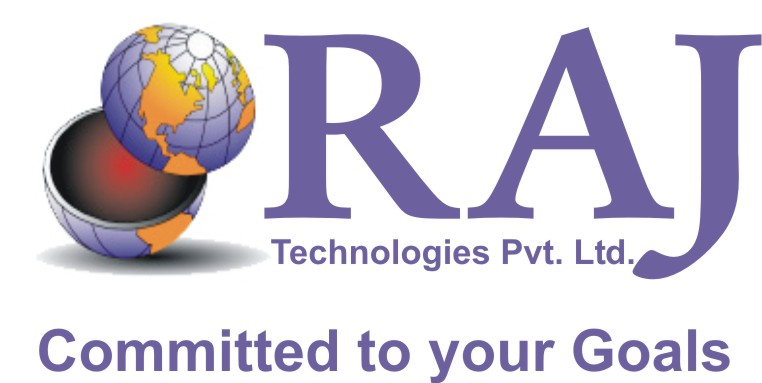 RAJ
Technologies Pvt. Ltd.
Committed to your Goals